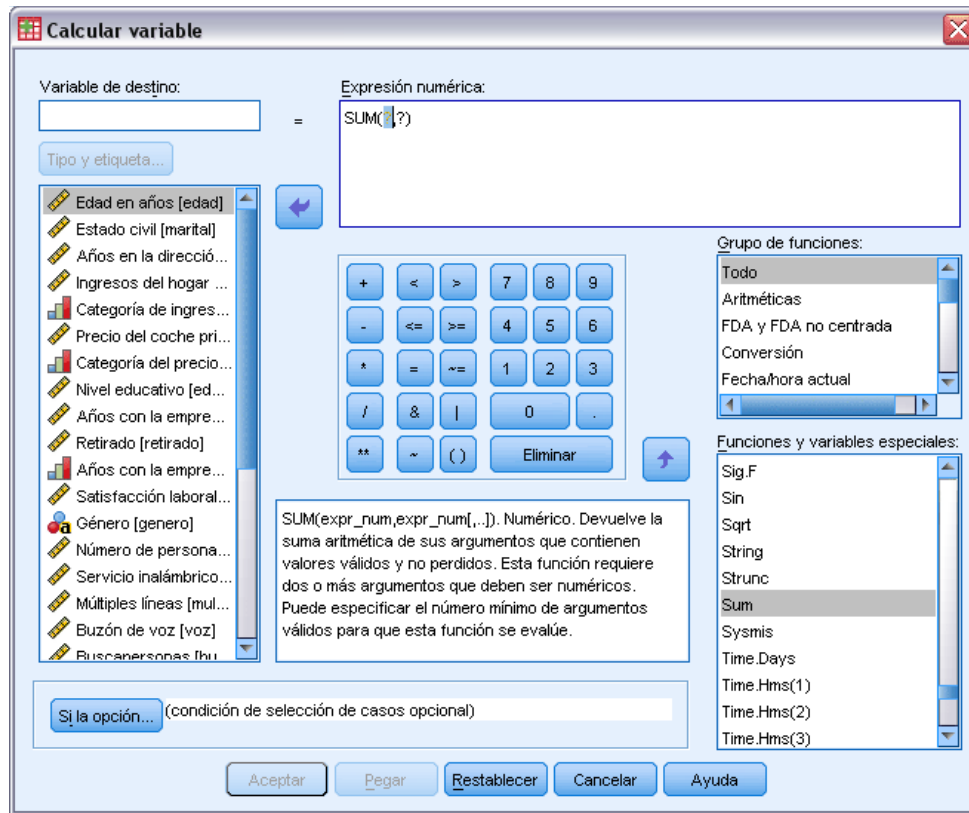 Calcular variable
Variable de destino:
Expresión numérica:
=
SUM(?,?)
Tipo y etiqueta...
Edad en años [edad]
Estado civil [marital]
Años en la direcció...
Ingresos del hogar ...
Categoría de ingres...
Precio del coche pri...
Categoría del precio...
Nivel educativo [ed...
Años con la empre...
Retirado [retirado]
Años con la empre...
Satisfacción laboral...
Género [genero]
Número de persona...
Servicio inalámbrico...
Múltiples líneas [mul...
Buzón de voz [voz]
Buscapersonas [bu...
+ < > 7 8 9
- <= >= 4 5 6
* = ~= 1 2 3
/ & | 0 .
** ~ ( ) Eliminar
Grupo de funciones:
Todo
Aritméticas
FDA y FDA no centrada
Conversión
Fecha/hora actual
SUM(expr_num,expr_num[,..]). Numérico. Devuelve la
suma aritmética de sus argumentos que contienen
valores válidos y no perdidos. Esta función requiere
dos o más argumentos que deben ser numéricos.
Puede especificar el número mínimo de argumentos
válidos para que esta función se evalúe.
Funciones y variables especiales:
Sig.F
Sin
Sqrt
String
Strunc
Sum
Sysmis
Time.Days
Time.Hms(1)
Time.Hms(2)
Time.Hms(3)
Si la opción... (condición de selección de casos opcional)
Aceptar Pegar Restablecer Cancelar Ayuda